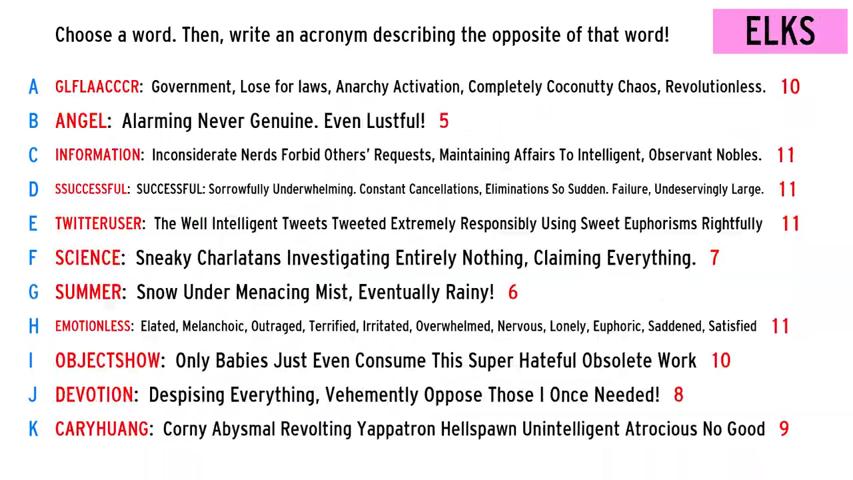 Choose a word. Then, write an acronym describing the opposite of that word!
ELKS
A GLFLAACCCR: Government, Lose for laws, Anarchy Activation, Completely Coconutty Chaos, Revolutionless. 10
B ANGEL: Alarming Never Genuine. Even Lustful! 5
C INFORMATION: Inconsiderate Nerds Forbid Others' Requests, Maintaining Affairs To Intelligent, Observant Nobles. 11
D SSUCCESSFUL: SUCCESSFUL: Sorrowfully Underwhelming. Constant Cancellations, Eliminations So Sudden. Failure, Undeservingly Large. 11
E TWITTERUSER: The Well Intelligent Tweets Tweeted Extremely Responsibly Using Sweet Euphorisms Rightfully 11
F SCIENCE: Sneaky Charlatans Investigating Entirely Nothing, Claiming Everything. 7
G SUMMER: Snow Under Menacing Mist, Eventually Rainy! 6
H EMOTIONLESS: Elated, Melanchoic, Outraged, Terrified, Irritated, Overwhelmed, Nervous, Lonely, Euphoric, Saddened, Satisfied 11
I OBJECTSHOW: Only Babies Just Even Consume This Super Hateful Obsolete Work 10
J DEVOTION: Despising Everything, Vehemently Oppose Those I Once Needed! 8
K CARYHUANG: Corny Abysmal Revolting Yappatron Hellspawn Unintelligent Atrocious No Good 9